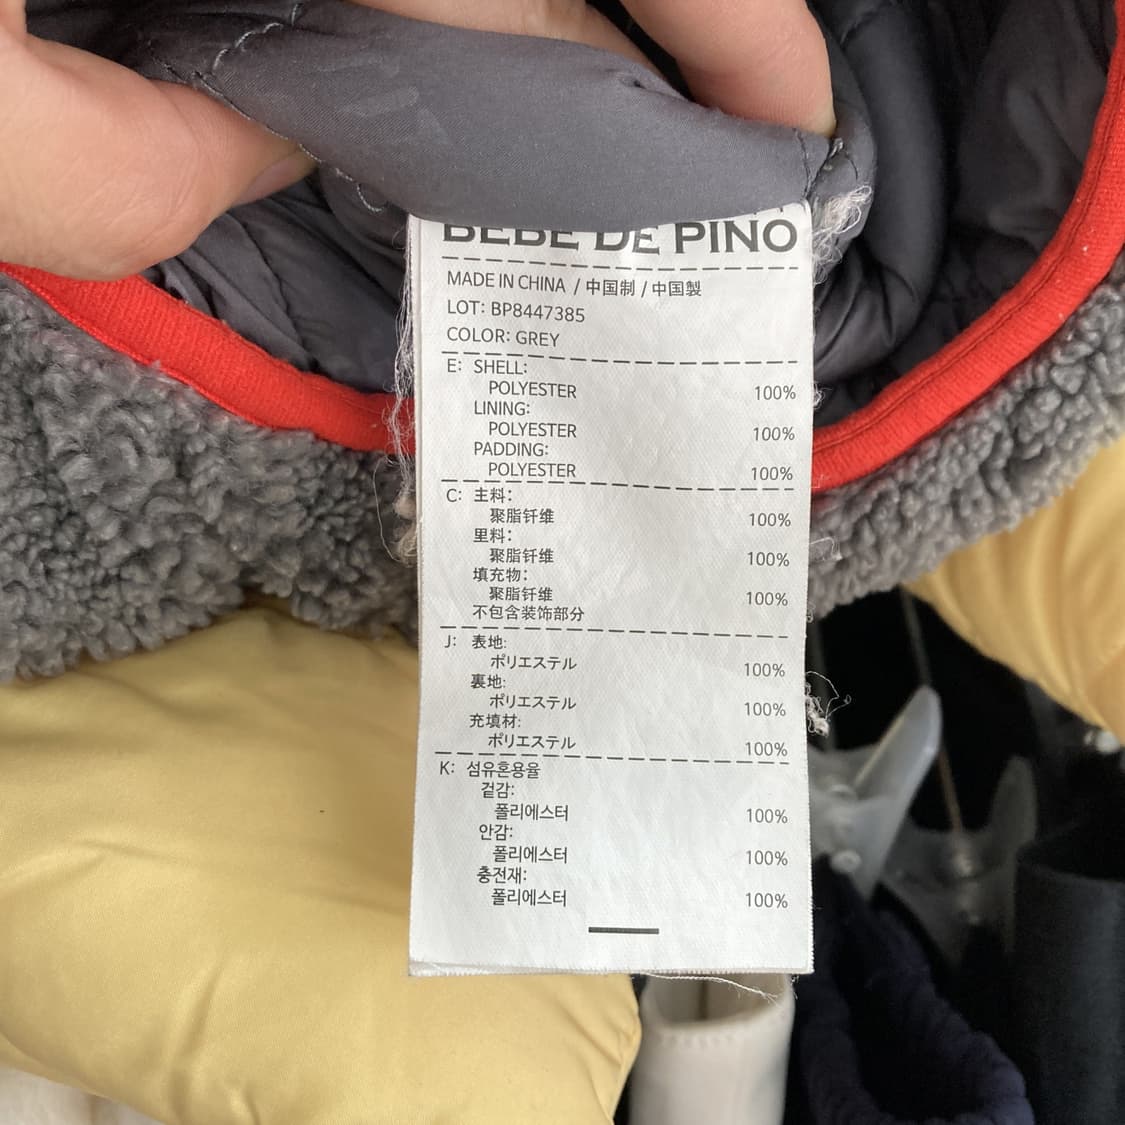 BEBE DE PINO
MADE IN CHINA / 中国制 / 中国製
LOT: BP8447385
COLOR: GREY
E: SHELL:
POLYESTER 100%
LINING:
POLYESTER 100%
PADDING:
POLYESTER 100%
C: 主料:
聚脂钎维 100%
里料:
聚脂钎维 100%
填充物:
聚脂钎维 100%
不包含装饰部分
J: 表地:
ポリエステル 100%
裏地:
ポリエステル 100%
充填材:
ポリエステル 100%
K: 섬유혼용율
겉감:
폴리에스터 100%
안감:
폴리에스터 100%
충전재:
폴리에스터 100%